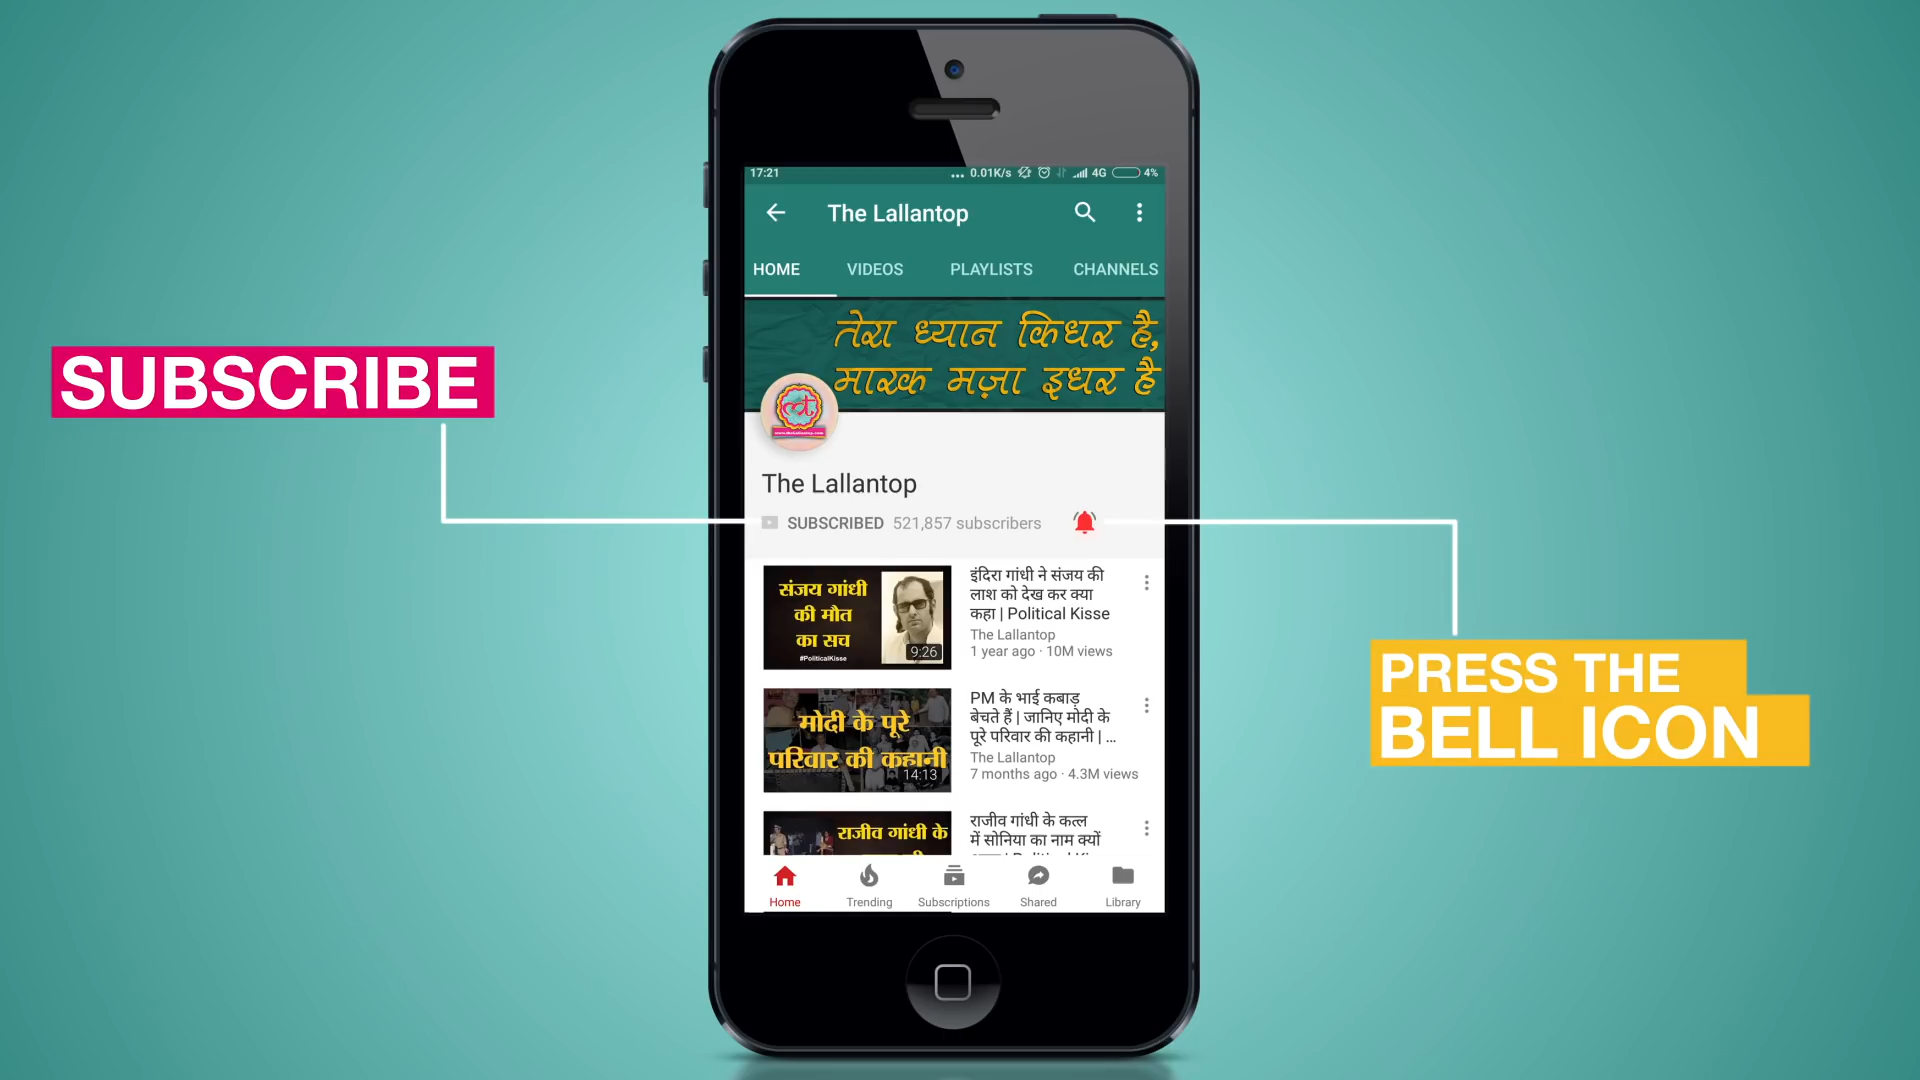 17:21 ... 0.01K/s 4G 4%
The Lallantop
HOME VIDEOS PLAYLISTS CHANNELS
तेरा ध्यान किधर है,
मारक मज़ा इधर है
www.thelallantop.com
The Lallantop
SUBSCRIBED 521,857 subscribers
SUBSCRIBE
PRESS THE
BELL ICON
संजय गांधी
की मौत
का सच
#PoliticalKisse
9:26
इंदिरा गांधी ने संजय की
लाश को देख कर क्या
कहा | Political Kisse
The Lallantop
1 year ago · 10M views
मोदी के पूरे
परिवार की कहानी
14:13
PM के भाई कबाड़
बेचते हैं | जानिए मोदी के
पूरे परिवार की कहानी | ...
The Lallantop
7 months ago · 4.3M views
राजीव गांधी के
राजीव गांधी के कत्ल
में सोनिया का नाम क्यों
Home Trending Subscriptions Shared Library